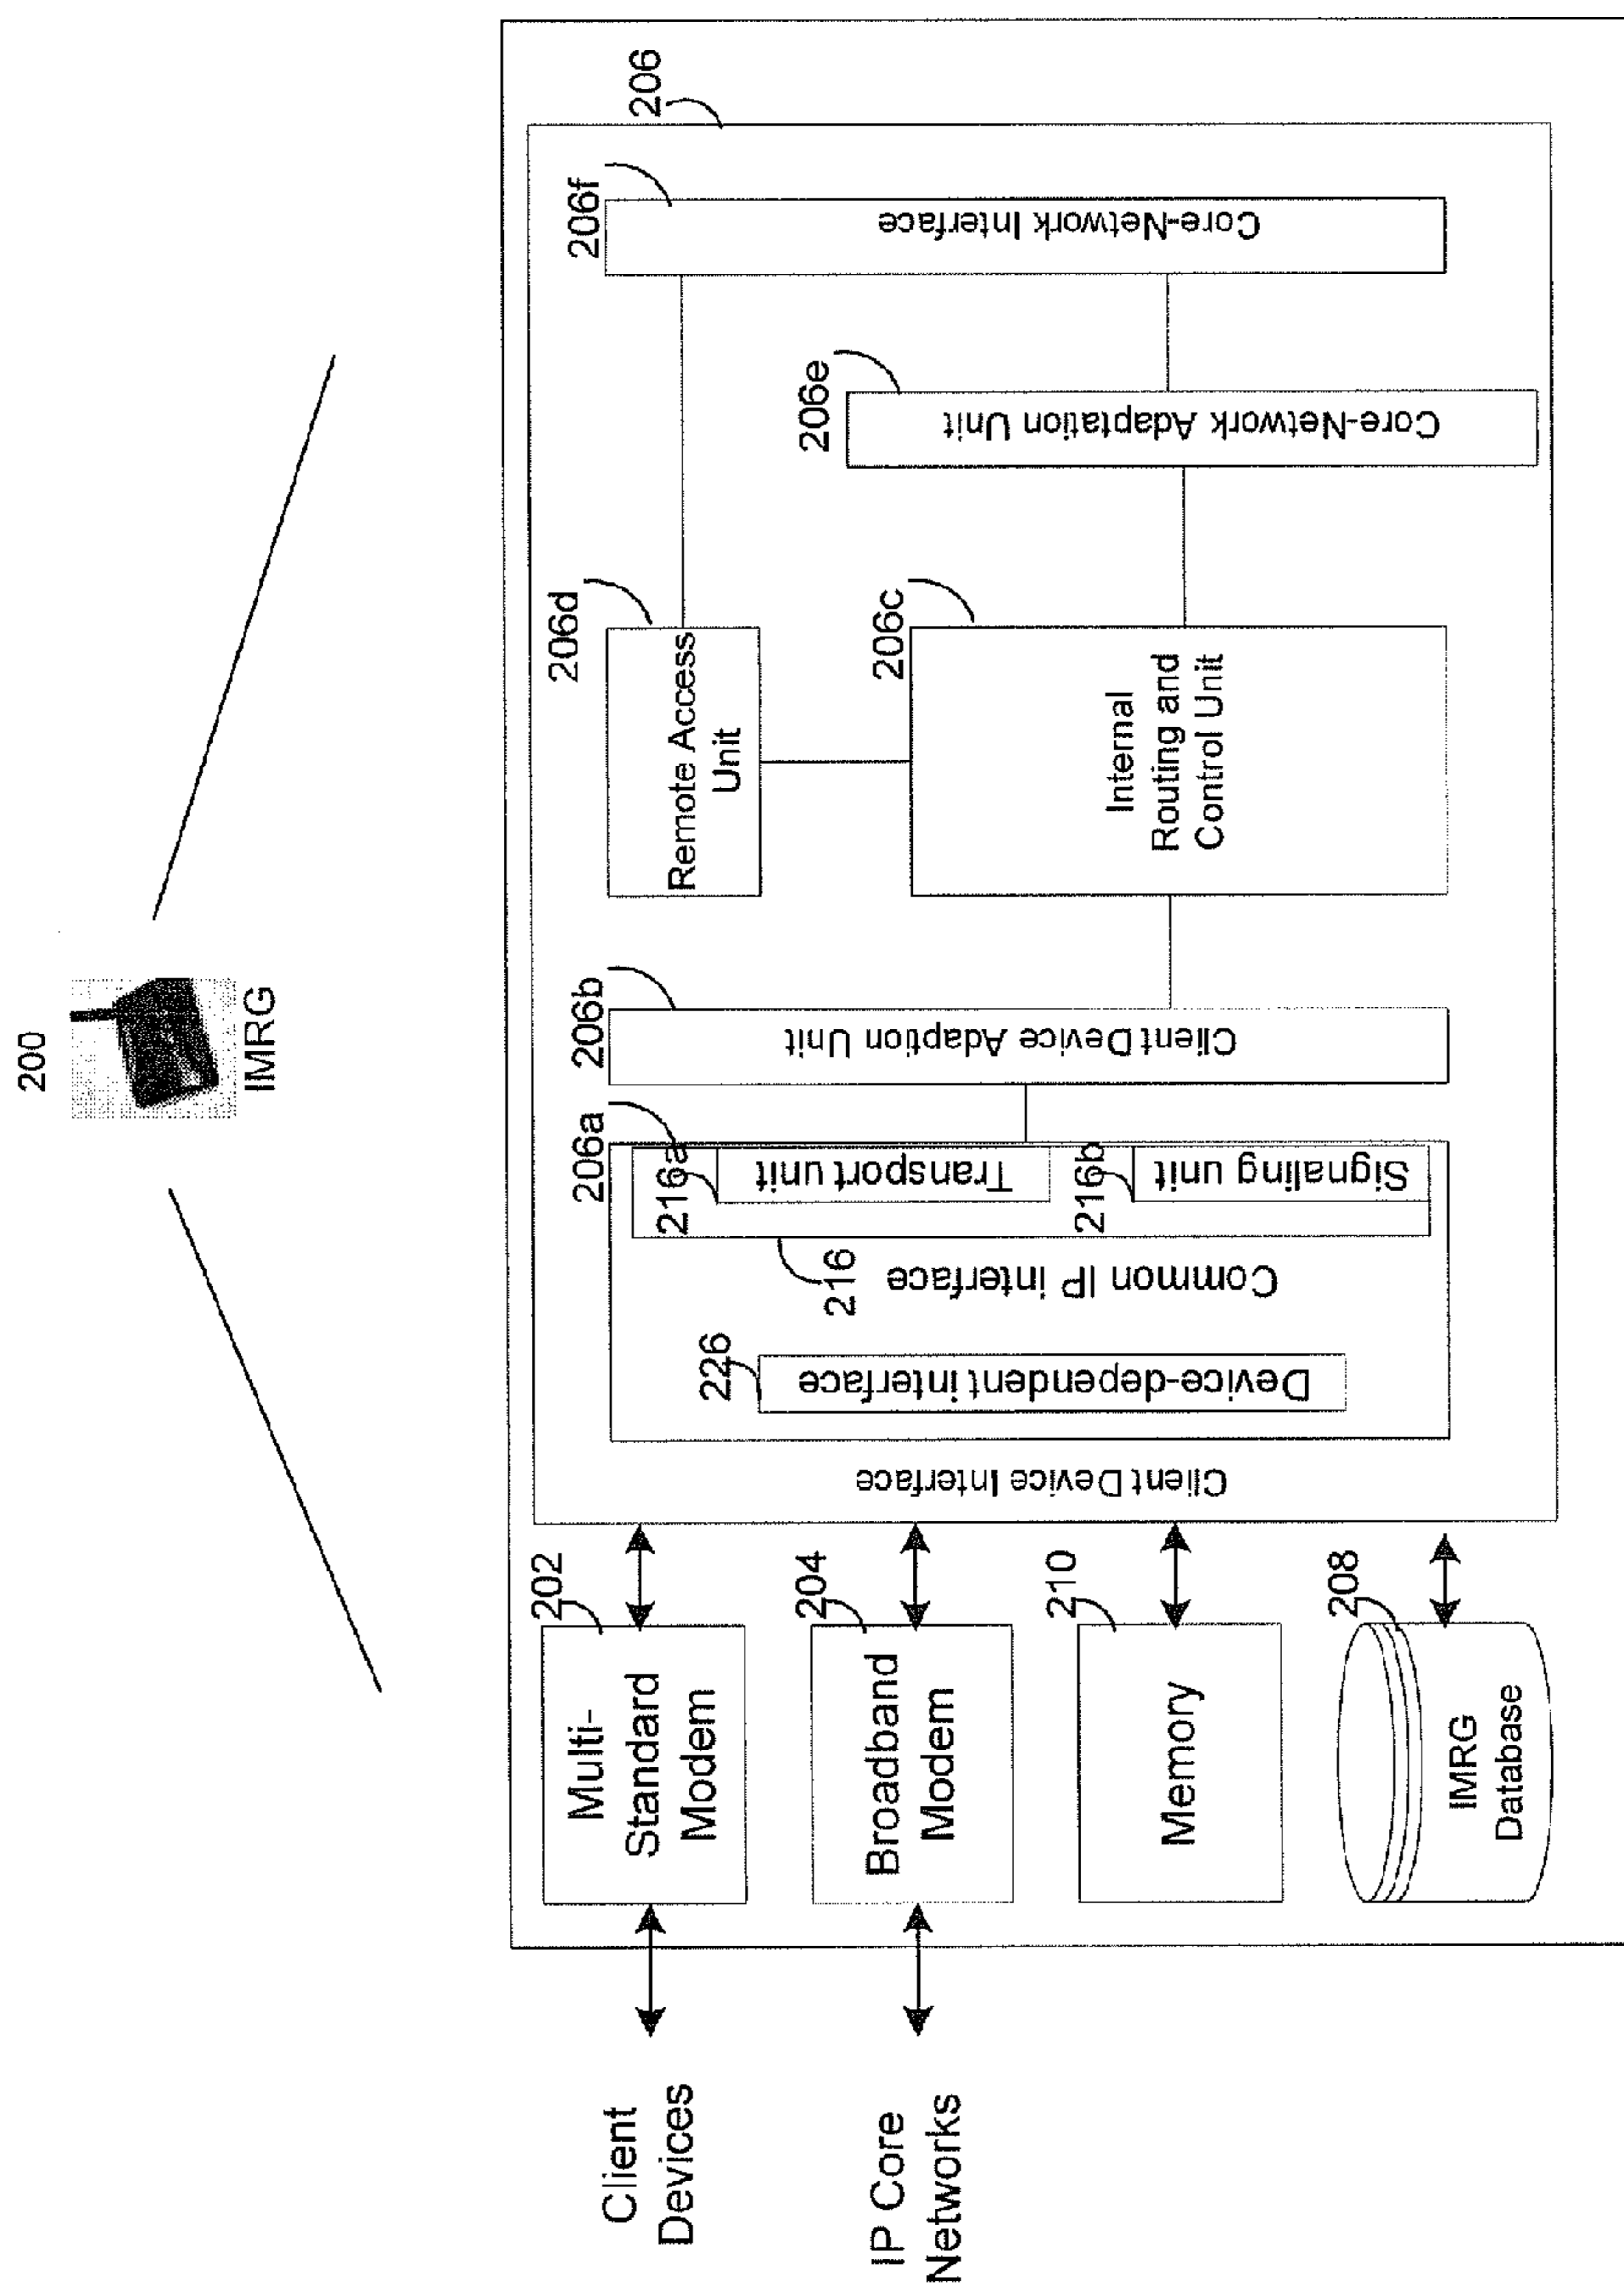 200
IMRG
206
206a
206b
206d
206f
Client Device Interface
226
Device-dependent interface
216
Common IP interface
216a
Transport unit
216b
Signaling unit
Client Device Adaption Unit
Remote Access
Unit
206c
Internal
Routing and
Control Unit
206e
Core-Network Adaptation Unit
Core-Network Interface
Client
Devices
202
Multi-
Standard
Modem
IP Core
Networks
204
Broadband
Modem
210
Memory
208
IMRG
Database